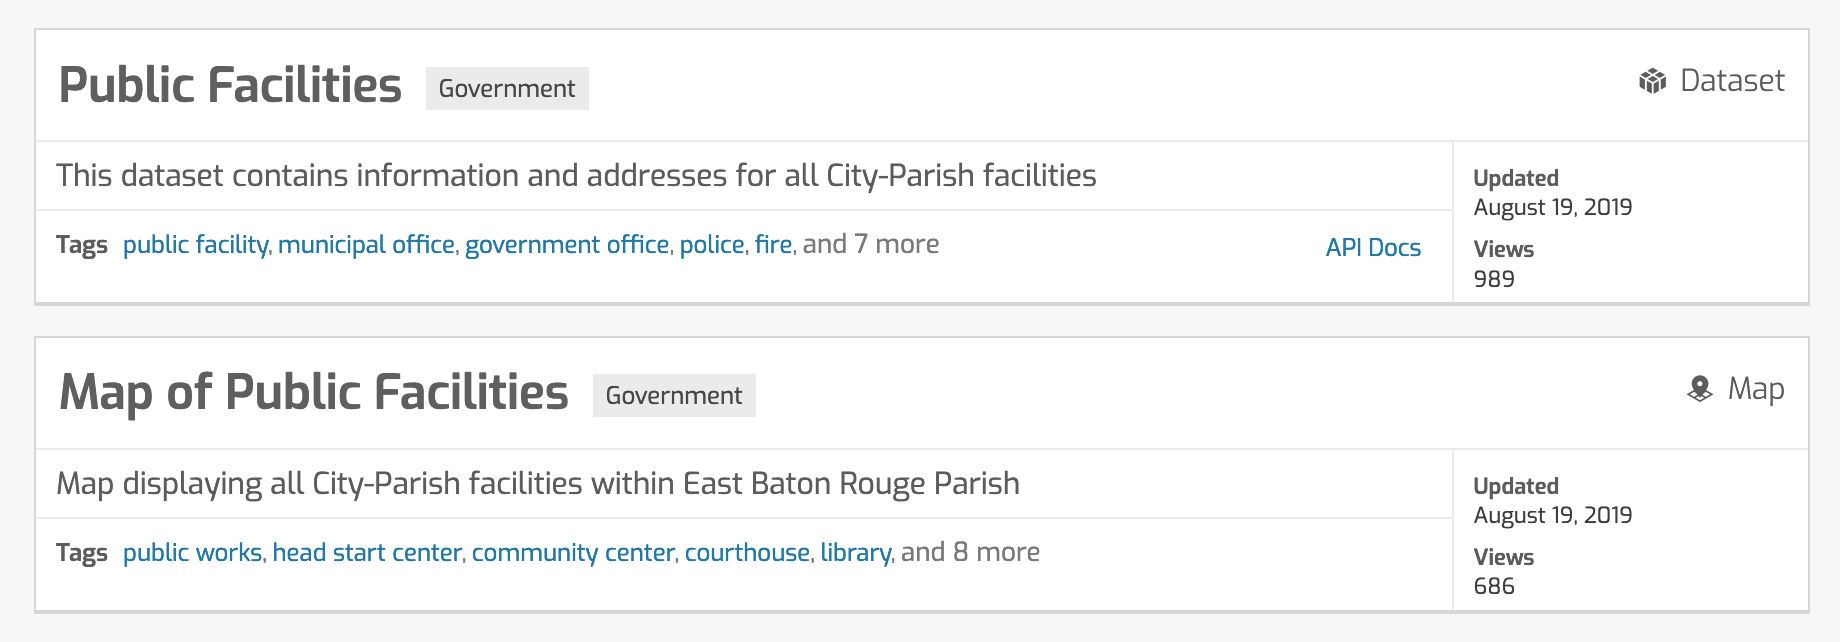 Public Facilities Government Dataset
This dataset contains information and addresses for all City-Parish facilities
Tags public facility, municipal office, government office, police, fire, and 7 more API Docs
Updated
August 19, 2019
Views
989
Map of Public Facilities Government Map
Map displaying all City-Parish facilities within East Baton Rouge Parish
Tags public works, head start center, community center, courthouse, library, and 8 more
Updated
August 19, 2019
Views
686